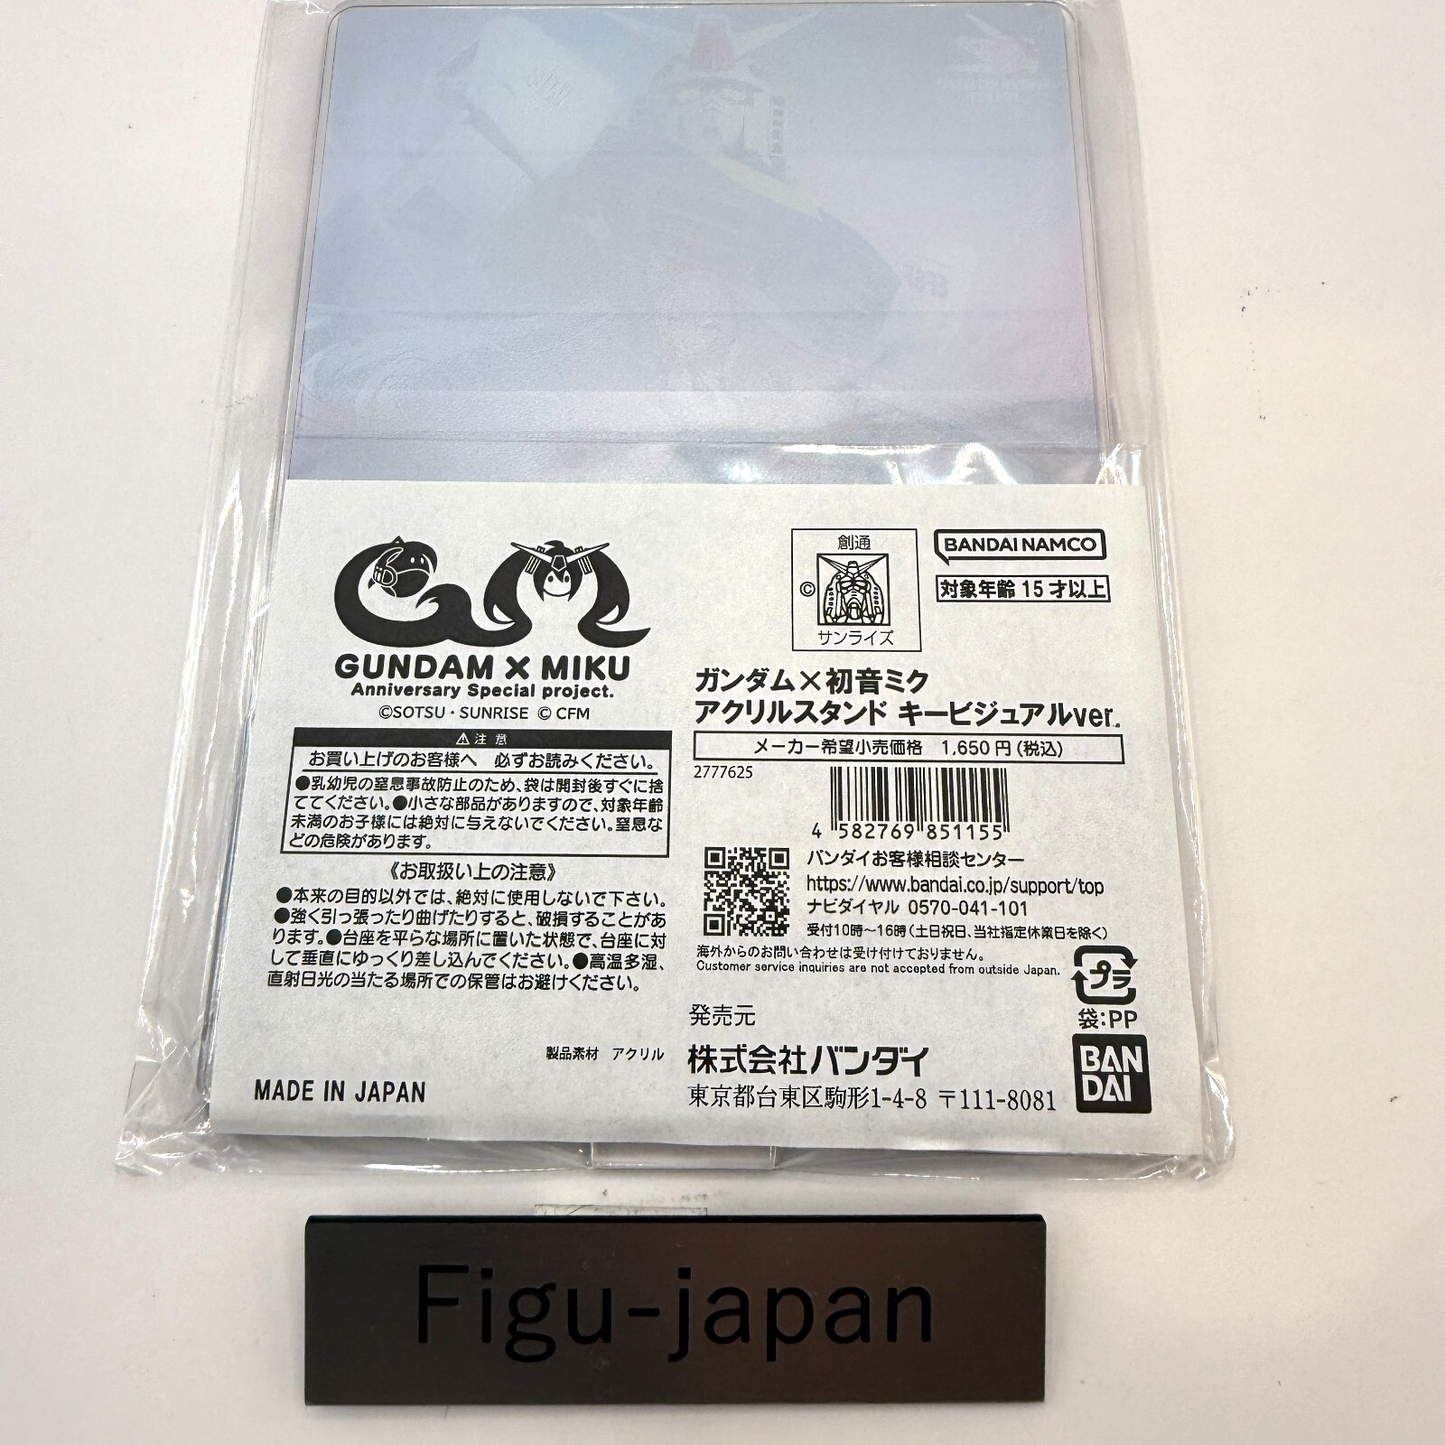 GUNDAM X MIKU
Anniversary Special project.
©SOTSU・SUNRISE © CFM
⚠注 意
お買い上げのお客様へ 必ずお読みください。
●乳幼児の窒息事故防止のため、袋は開封後すぐに捨
ててください。●小さな部品がありますので、対象年齢
未満のお子様には絶対に与えないでください。窒息な
どの危険があります。
《お取扱い上の注意》
●本来の目的以外では、絶対に使用しないで下さい。
●強く引っ張ったり曲げたりすると、破損することがあ
ります。●台座を平らな場所に置いた状態で、台座に対
して垂直にゆっくり差し込んでください。●高温多湿、
直射日光の当たる場所での保管はお避けください。
製品素材 アクリル
MADE IN JAPAN
創通
©
サンライズ
BANDAI NAMCO
対象年齢 15 才以上
ガンダム×初音ミク
アクリルスタンド キービジュアルver.
メーカー希望小売価格 1,650 円(税込)
2777625
4 582769 851155
バンダイお客様相談センター
https://www.bandai.co.jp/support/top
ナビダイヤル 0570-041-101
受付10時～16時(土日祝日、当社指定休業日を除く)
海外からのお問い合わせは受け付けておりません。
Customer service inquiries are not accepted from outside Japan.
プラ
袋:PP
発売元
株式会社バンダイ
東京都台東区駒形1-4-8 〒111-8081
BAN
DAI
Figu-japan